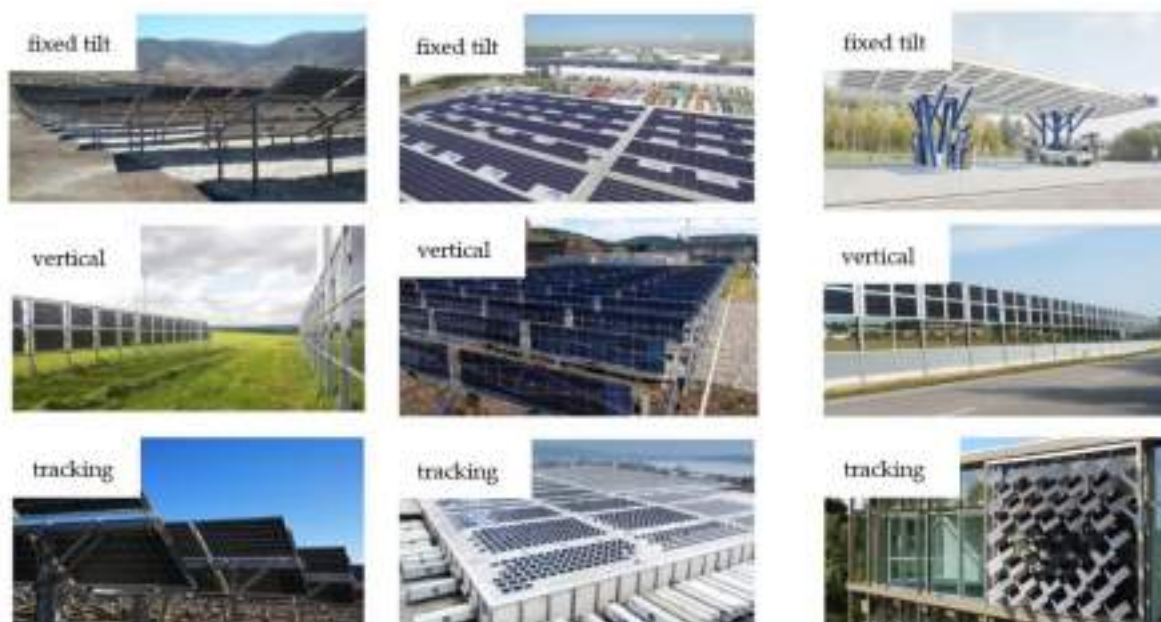 fixed tilt
fixed tilt
fixed tilt
vertical
vertical
vertical
tracking
tracking
tracking